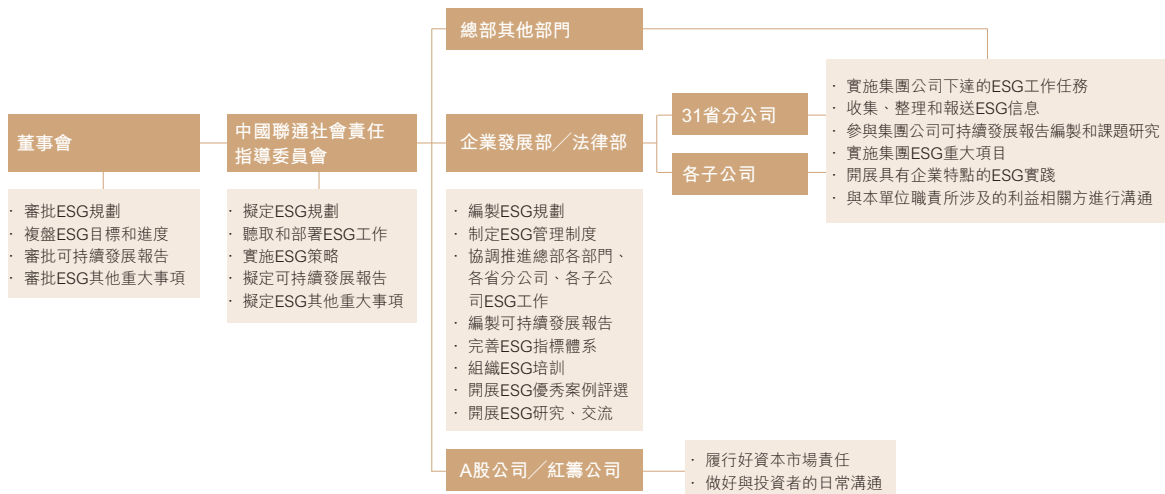 總部其他部門
董事會
中國聯通社會責任
指導委員會
企業發展部／法律部
31省分公司
各子公司
· 實施集團公司下達的ESG工作任務
· 收集、整理和報送ESG信息
· 參與集團公司可持續發展報告編製和課題研究
· 實施集團ESG重大項目
· 開展具有企業特點的ESG實踐
· 與本單位職責所涉及的利益相關方進行溝通
· 審批ESG規劃
· 複盤ESG目標和進度
· 審批可持續發展報告
· 審批ESG其他重大事項
· 擬定ESG規劃
· 聽取和部署ESG工作
· 實施ESG策略
· 擬定可持續發展報告
· 擬定ESG其他重大事項
· 編製ESG規劃
· 制定ESG管理制度
· 協調推進總部各部門、
各省分公司、各子公
司ESG工作
· 編製可持續發展報告
· 完善ESG指標體系
· 組織ESG培訓
· 開展ESG優秀案例評選
· 開展ESG研究、交流
A股公司／紅籌公司
· 履行好資本市場責任
· 做好與投資者的日常溝通